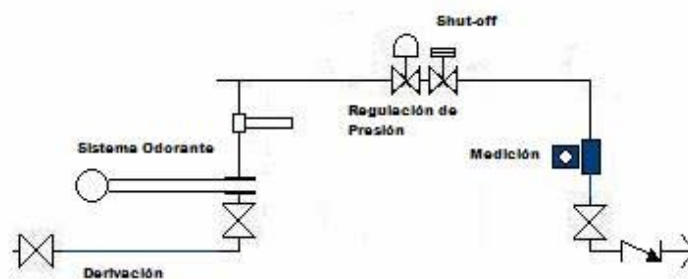 Shut-off
Regulación de
Presión
Sistema Odorante
Medición
Derivación